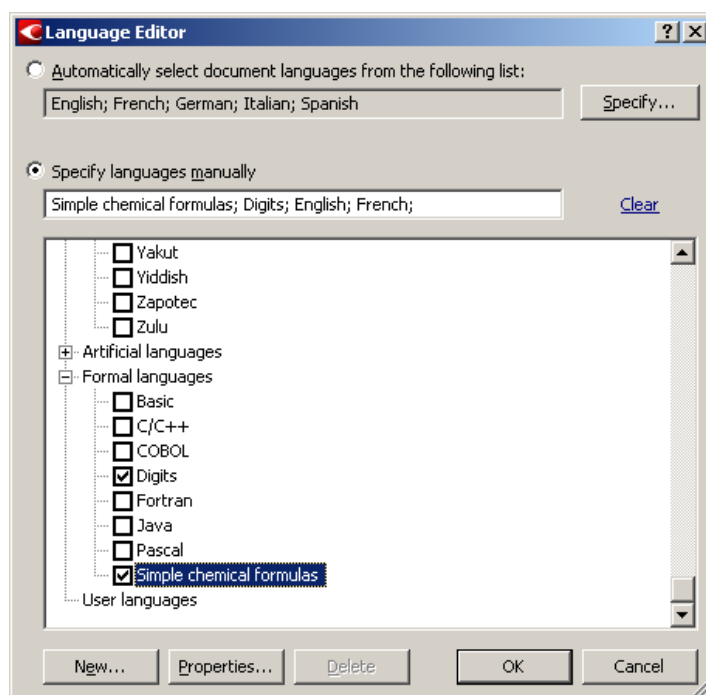 Language Editor
Automatically select document languages from the following list:
English; French; German; Italian; Spanish
Specify...
Specify languages manually
Simple chemical formulas; Digits; English; French;
Clear
Yakut
Yiddish
Zapotec
Zulu
Artificial languages
Formal languages
Basic
C/C++
COBOL
Digits
Fortran
Java
Pascal
Simple chemical formulas
User languages
New...
Properties...
Delete
OK
Cancel